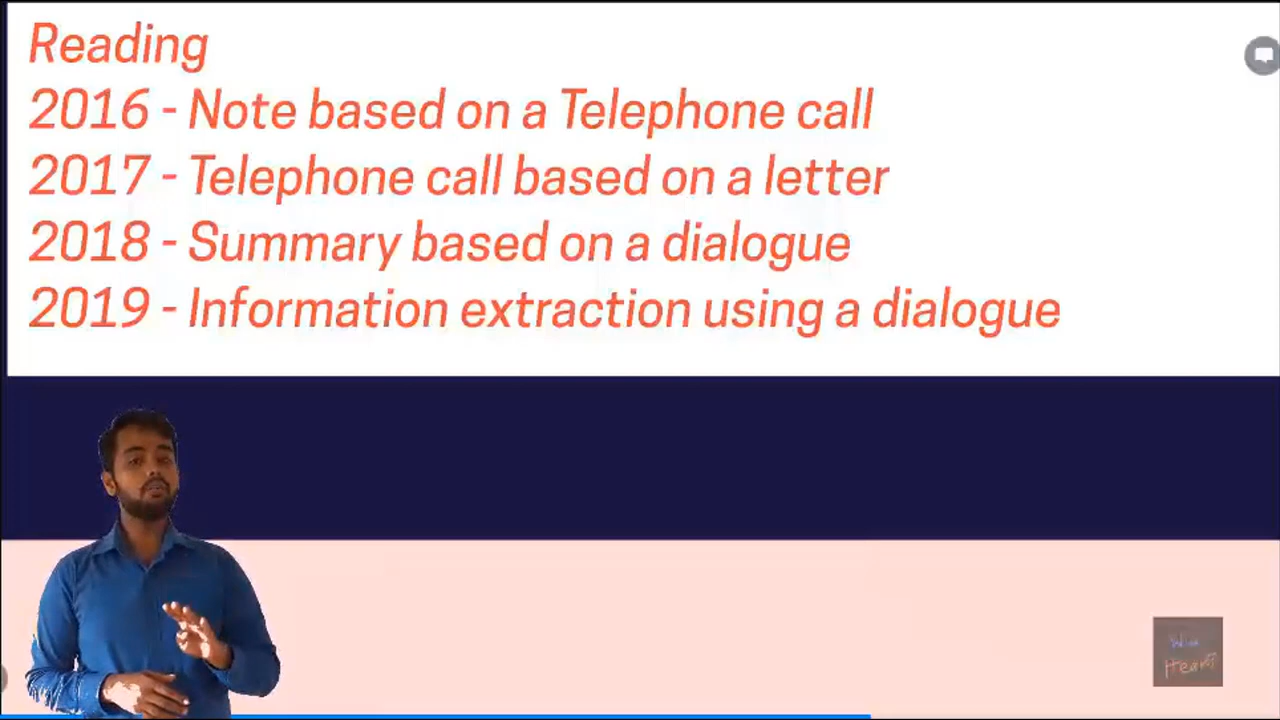 Reading
2016 - Note based on a Telephone call
2017 - Telephone call based on a letter
2018 - Summary based on a dialogue
2019 - Information extraction using a dialogue